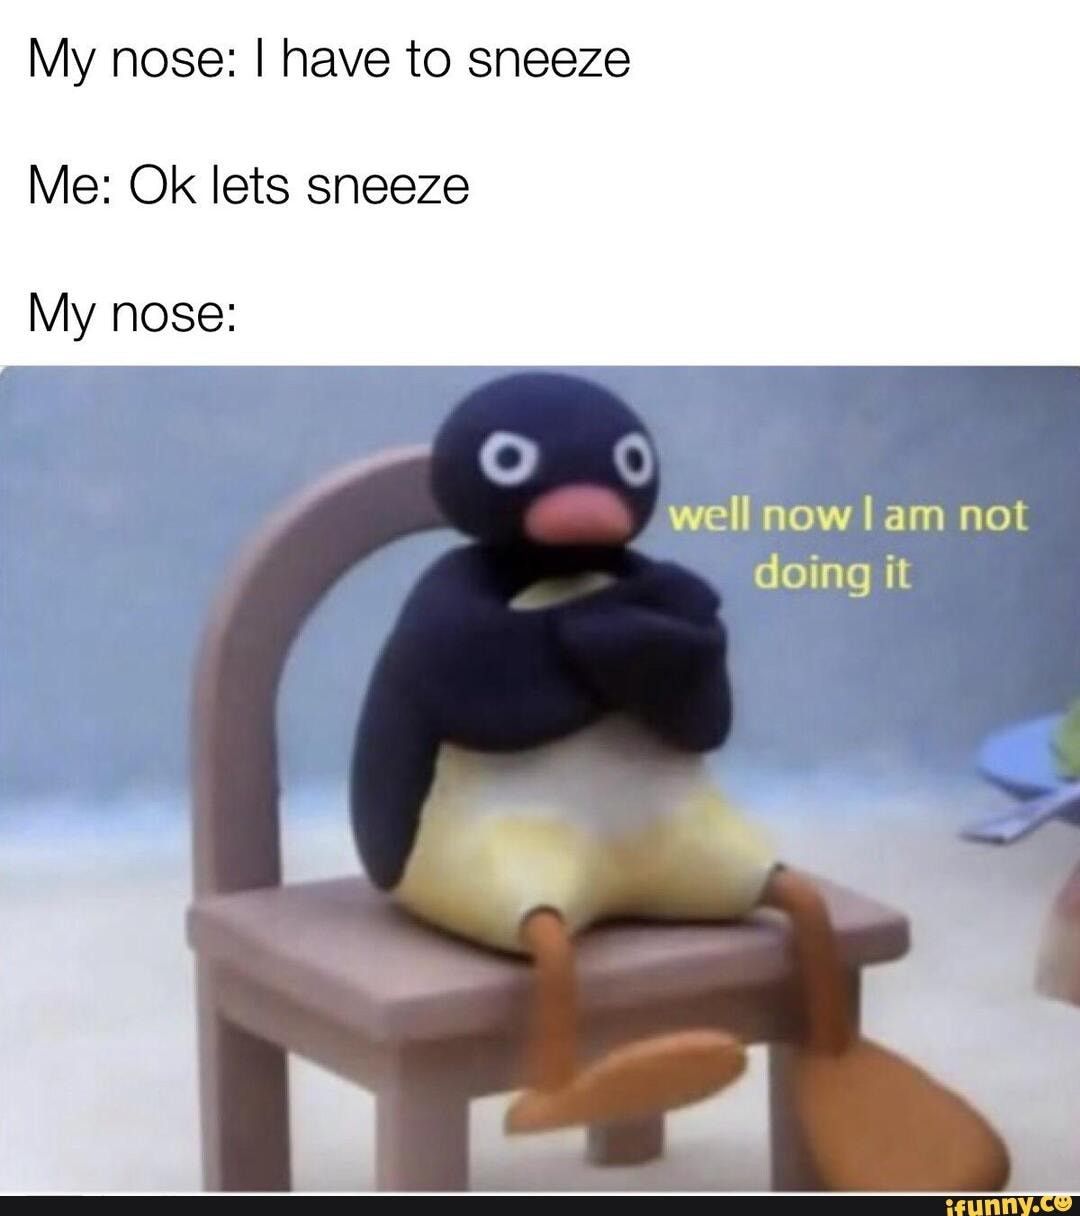 My nose: I have to sneeze
Me: Ok lets sneeze
My nose:
well now I am not
doing it
ifunny.co